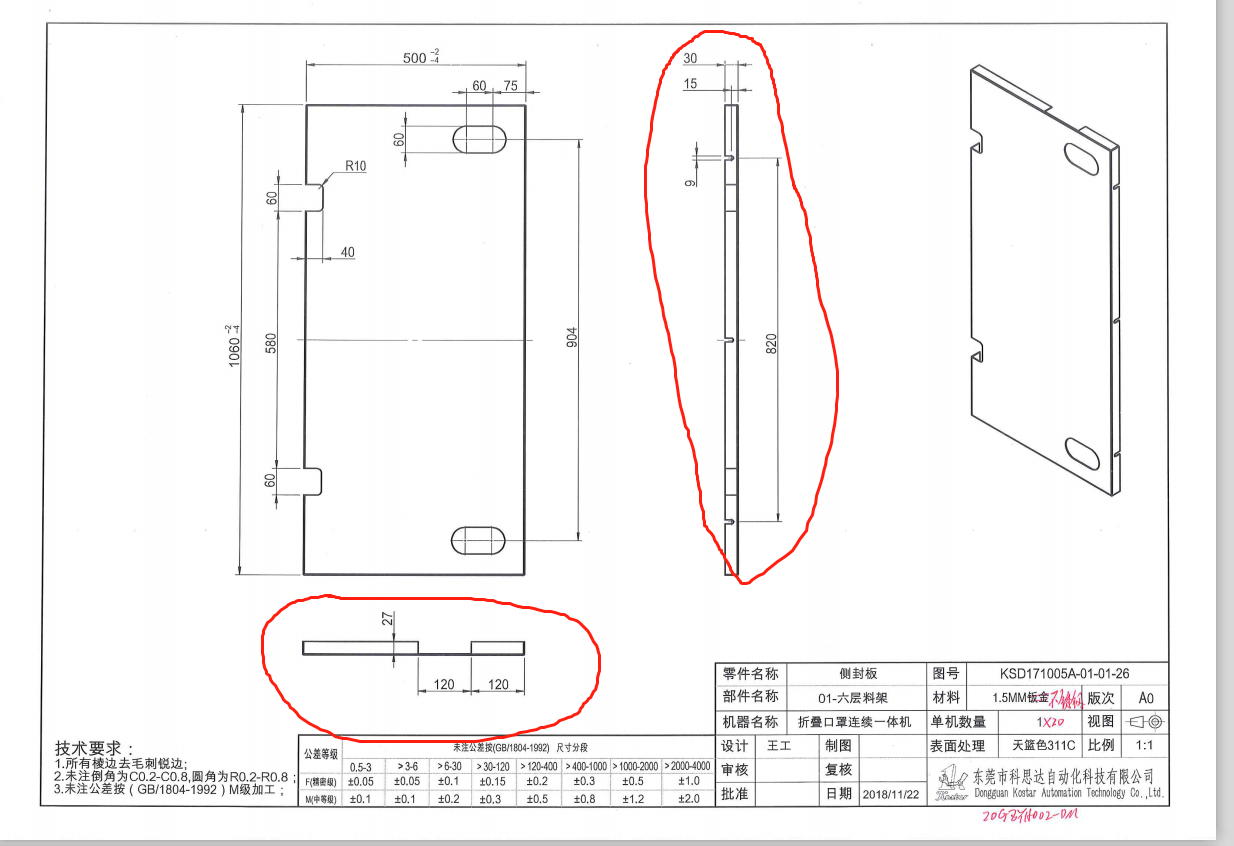 500 -2 -4
60 75
60
R10
60
40
1060 -2 -4
580
904
60
30
15
9
820
27
120 120
技术要求：
1.所有棱边去毛刺锐边;
2.未注倒角为C0.2-C0.8,圆角为R0.2-R0.8；
3.未注公差按（GB/1804-1992）M级加工；
公差等级 未注公差按(GB/1804-1992) 尺寸分段
0.5-3 >3-6 >6-30 >30-120 >120-400 >400-1000 >1000-2000 >2000-4000
F(精密级) ±0.05 ±0.05 ±0.1 ±0.15 ±0.2 ±0.3 ±0.5 ±1.0
M(中等级) ±0.1 ±0.1 ±0.2 ±0.3 ±0.5 ±0.8 ±1.2 ±2.0
零件名称 侧封板 图号 KSD171005A-01-01-26
部件名称 01-六层料架 材料 1.5MM钣金 版次 A0
机器名称 折叠口罩连续一体机 单机数量 1X20 视图
设计 王工 制图 表面处理 天蓝色311C 比例 1:1
审核 复核
批准 日期 2018/11/22
Kostar
东莞市科思达自动化科技有限公司
Dongguan Kostar Automation Technology Co.,Ltd.